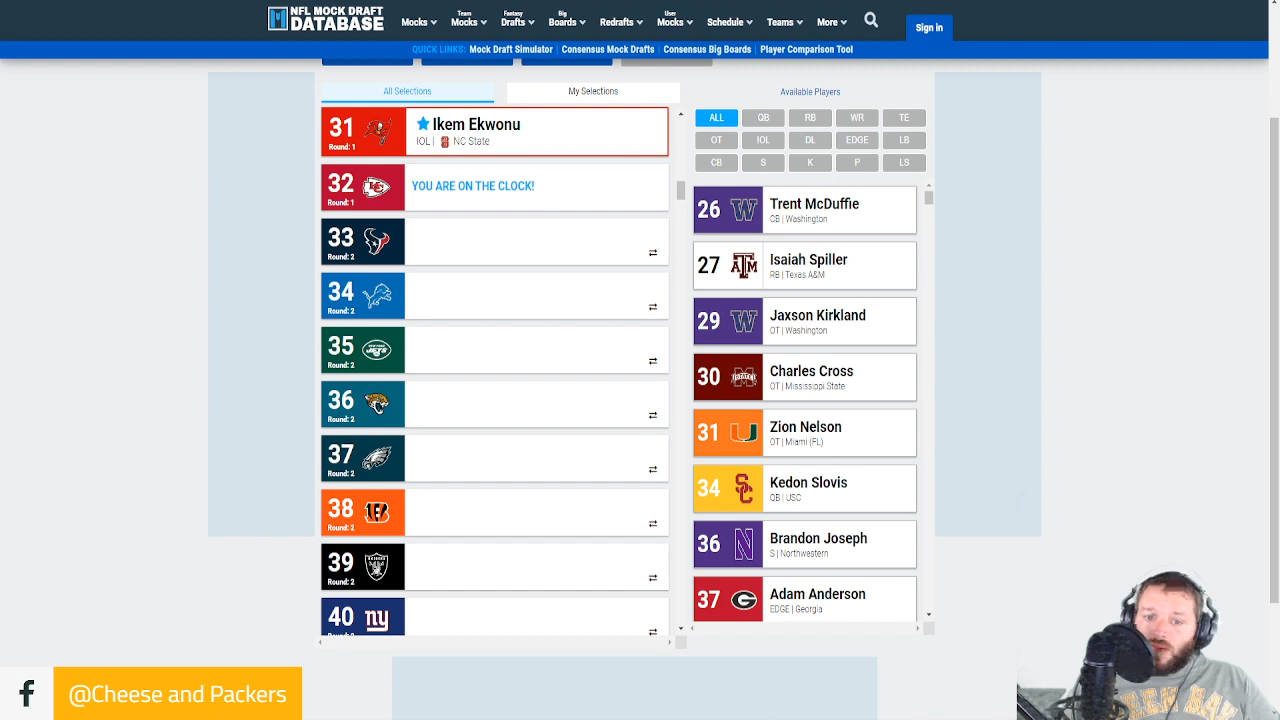 NFL MOCK DRAFT
DATABASE
Mocks
Team
Mocks
Fantasy
Drafts
Big
Boards
Redrafts
User
Mocks
Schedule
Teams
More
Sign in
QUICK LINKS: Mock Draft Simulator Consensus Mock Drafts Consensus Big Boards Player Comparison Tool
All Selections
My Selections
31
Round: 1
Ikem Ekwonu
IOL | NC State
32
Round: 1
YOU ARE ON THE CLOCK!
33
Round: 2
34
Round: 2
35
Round: 2
36
Round: 2
37
Round: 2
38
Round: 2
39
Round: 2
40
ny
Available Players
ALL QB RB WR TE
OT IOL DL EDGE LB
CB S K P LS
26 W Trent McDuffie
CB | Washington
27 ATM Isaiah Spiller
RB | Texas A&M
29 W Jaxson Kirkland
OT | Washington
30 M Charles Cross
OT | Mississippi State
31 U Zion Nelson
OT | Miami (FL)
34 SC Kedon Slovis
QB | USC
36 N Brandon Joseph
S | Northwestern
37 G Adam Anderson
EDGE | Georgia
f @Cheese and Packers